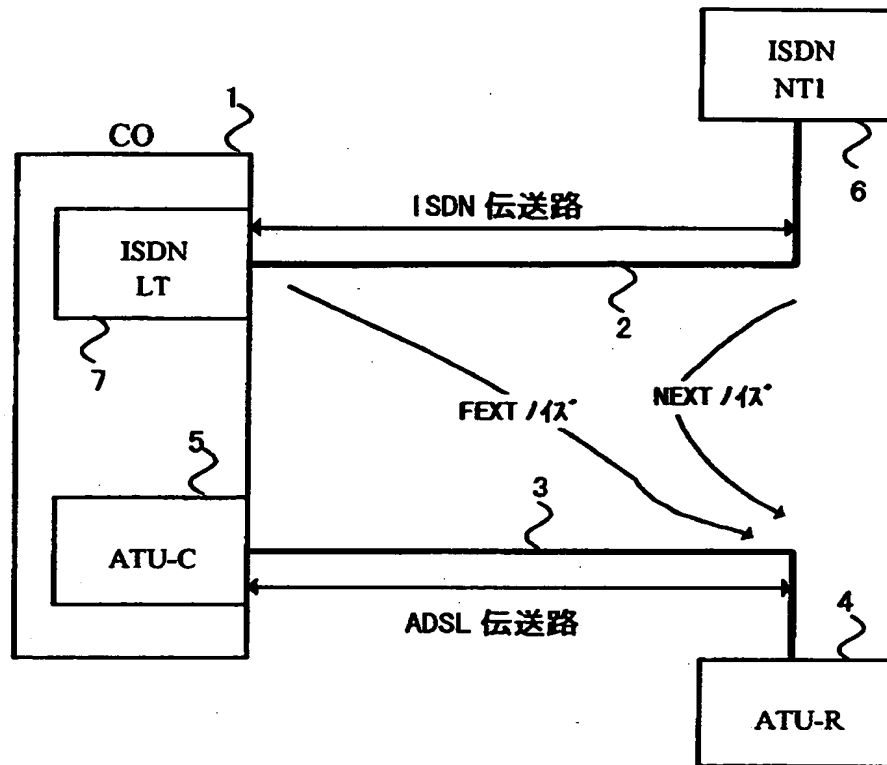 ISDN
NT1
6
1
CO
ISDN 伝送路
ISDN
LT
7
2
FEXT ノイズ
NEXT ノイズ
5
3
ATU-C
ADSL 伝送路
4
ATU-R